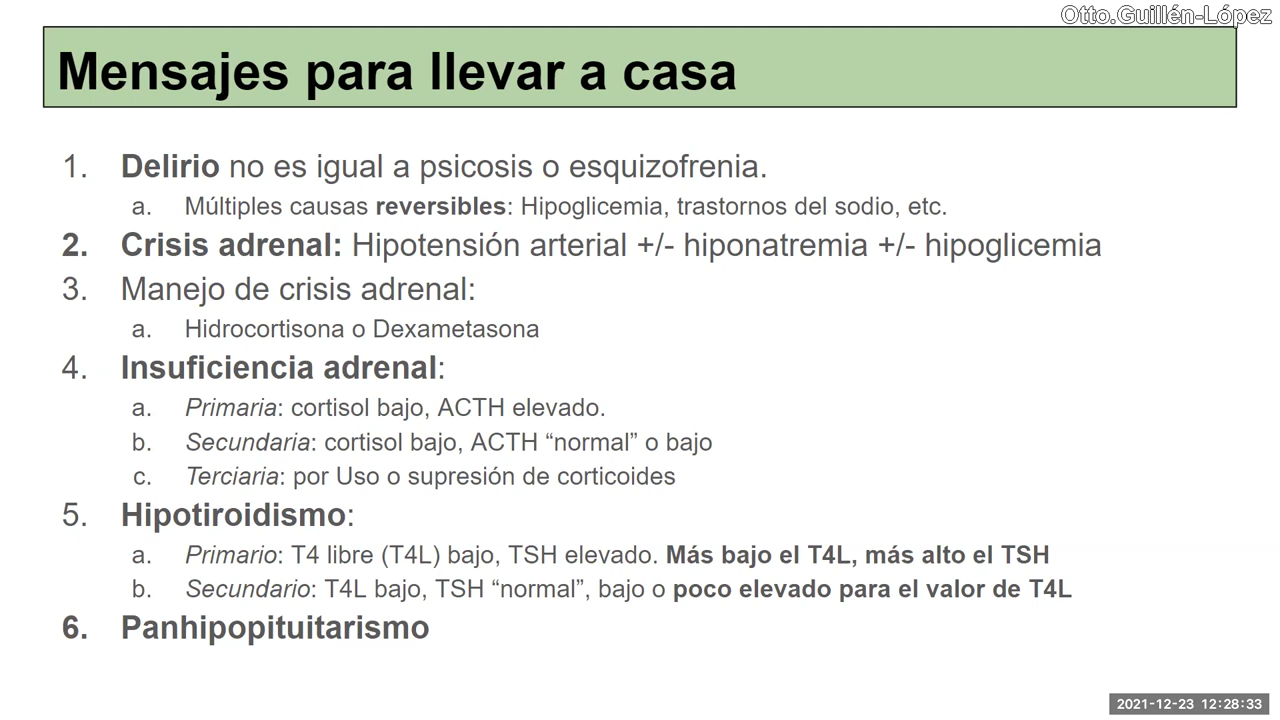 Otto.Guillén-López
Mensajes para llevar a casa
1. Delirio no es igual a psicosis o esquizofrenia.
a. Múltiples causas reversibles: Hipoglicemia, trastornos del sodio, etc.
2. Crisis adrenal: Hipotensión arterial +/- hiponatremia +/- hipoglicemia
3. Manejo de crisis adrenal:
a. Hidrocortisona o Dexametasona
4. Insuficiencia adrenal:
a. Primaria: cortisol bajo, ACTH elevado.
b. Secundaria: cortisol bajo, ACTH “normal” o bajo
c. Terciaria: por Uso o supresión de corticoides
5. Hipotiroidismo:
a. Primario: T4 libre (T4L) bajo, TSH elevado. Más bajo el T4L, más alto el TSH
b. Secundario: T4L bajo, TSH “normal”, bajo o poco elevado para el valor de T4L
6. Panhipopituitarismo
2021-12-23 12:28:33